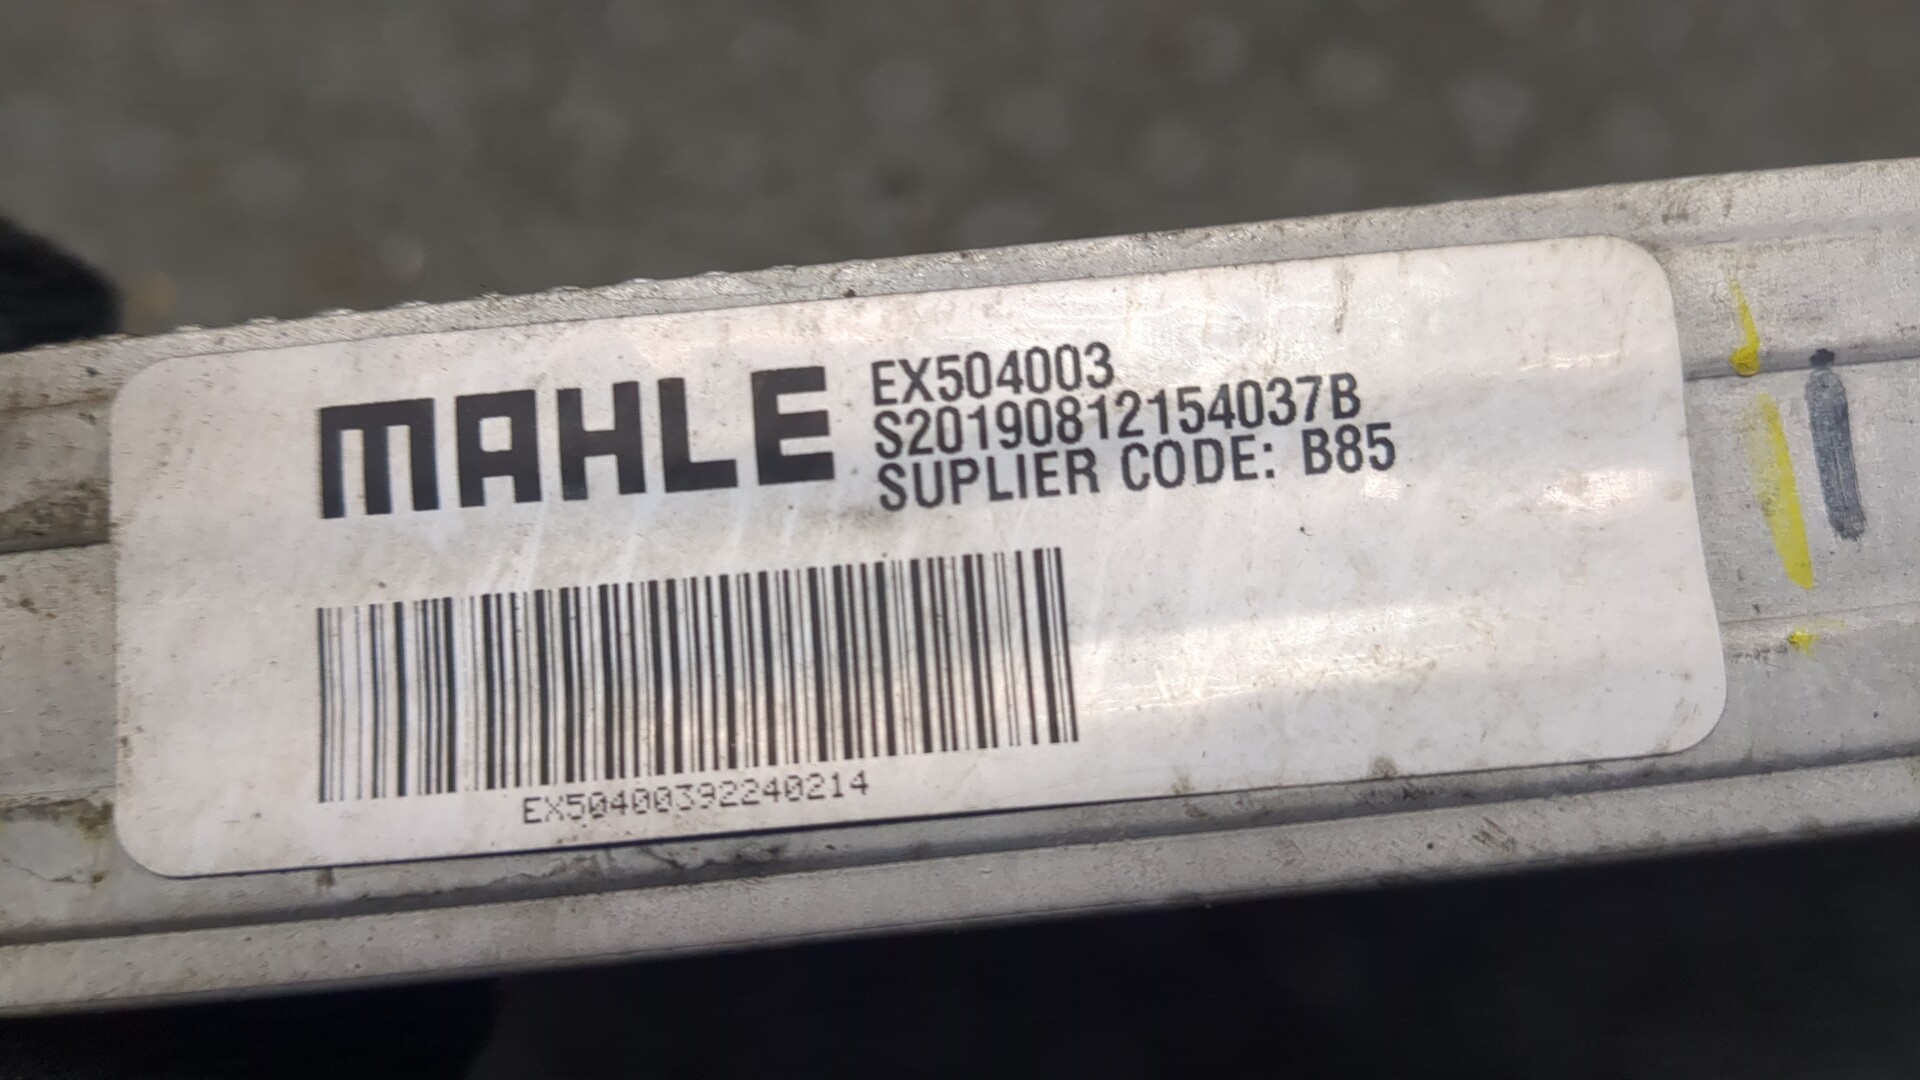 MAHLE
EX504003
S20190812154037B
SUPLIER CODE: B85
EX50400392240214